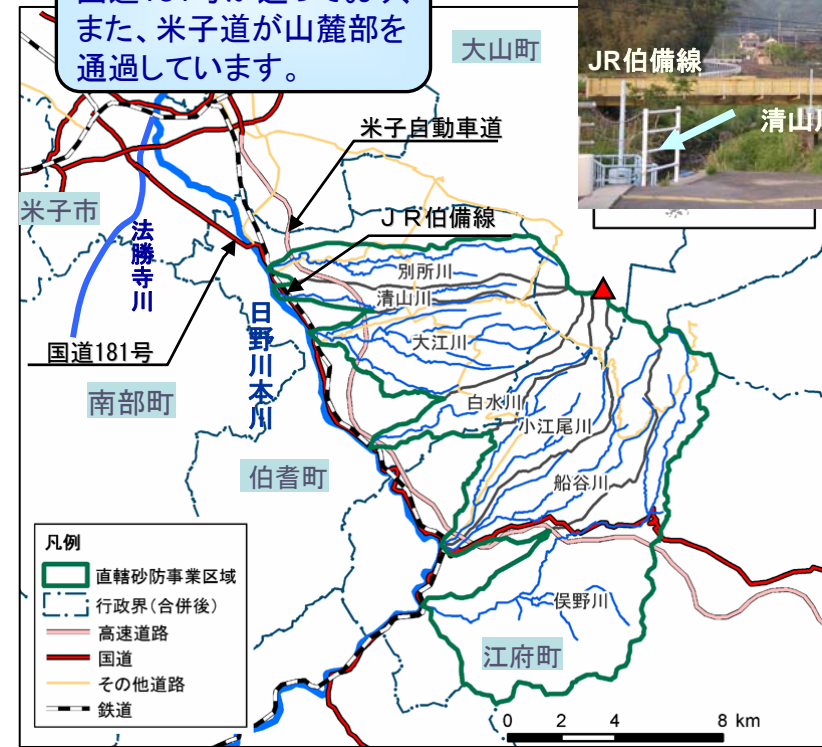 また、米子道が山麓部を
通過しています。
大山町
JR伯備線
清山川
米子自動車道
米子市
法勝寺川
JR伯備線
別所川
清山川
日野川本川
大江川
国道181号
南部町
白水川
小江尾川
伯耆町
船谷川
凡例
直轄砂防事業区域
行政界(合併後)
高速道路
国道
その他道路
鉄道
俣野川
江府町
0 2 4 8 km